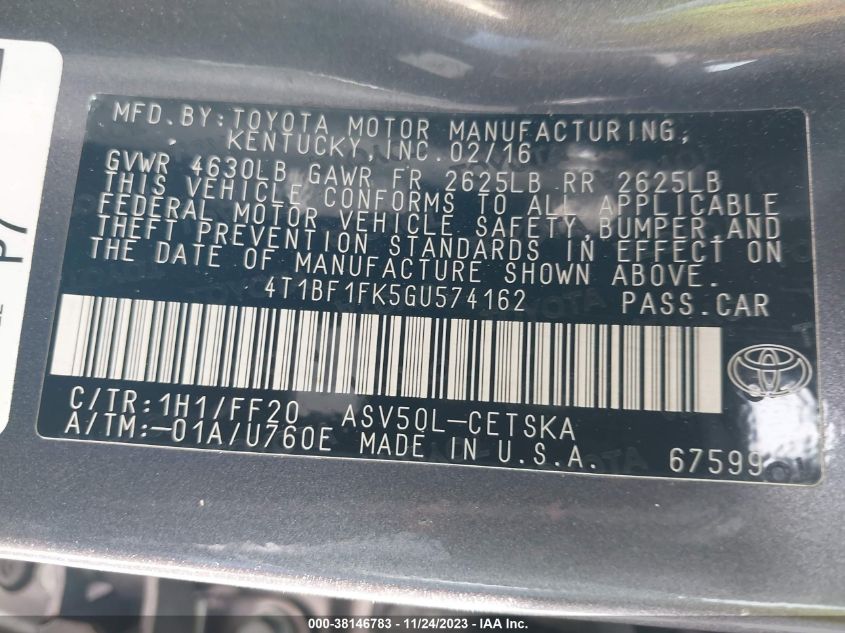 MFD. BY: TOYOTA MOTOR MANUFACTURING,
KENTUCKY, INC. 02/16
GVWR 4630LB GAWR FR 2625LB RR 2625LB
THIS VEHICLE CONFORMS TO ALL APPLICABLE
FEDERAL MOTOR VEHICLE SAFETY, BUMPER, AND
THEFT PREVENTION STANDARDS IN EFFECT ON
THE DATE OF MANUFACTURE SHOWN ABOVE.
4T1BF1FK5GU574162 PASS.CAR
C/TR:1H1/FF20 ASV50L-CETSKA
A/TM:-01A/U760E MADE IN U.S.A. 67599
P7
000-38146783 - 11/24/2023 - IAA Inc.